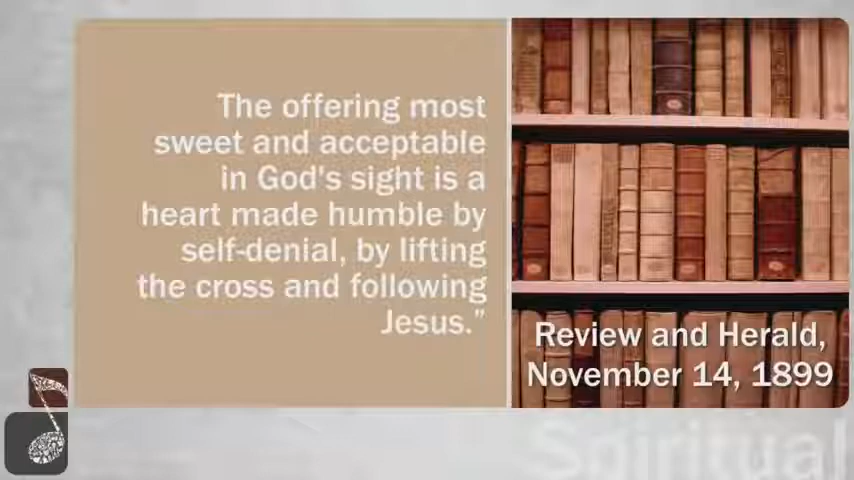 The offering most
sweet and acceptable
in God's sight is a
heart made humble by
self-denial, by lifting
the cross and following
Jesus."
Review and Herald,
November 14, 1899
Spiritual